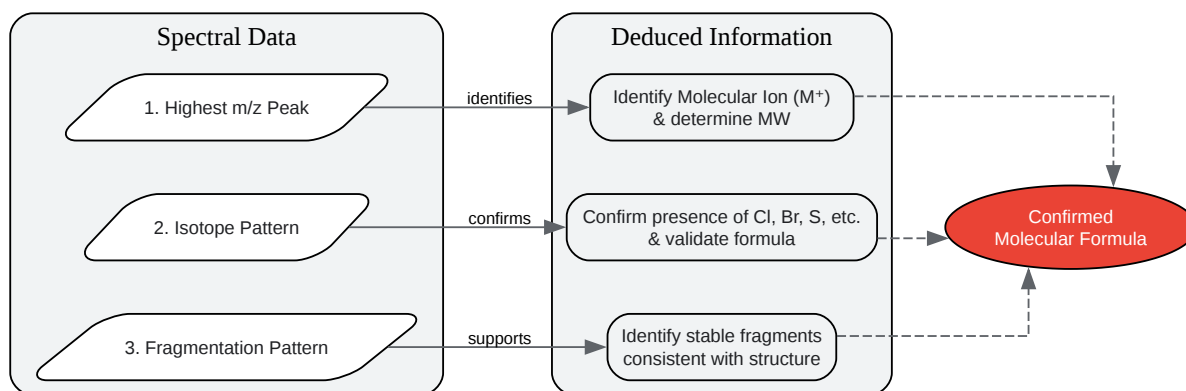 Spectral Data
Deduced Information
1. Highest m/z Peak
identifies
Identify Molecular Ion (M⁺)
& determine MW
2. Isotope Pattern
confirms
Confirm presence of Cl, Br, S, etc.
& validate formula
Confirmed
Molecular Formula
3. Fragmentation Pattern
supports
Identify stable fragments
consistent with structure